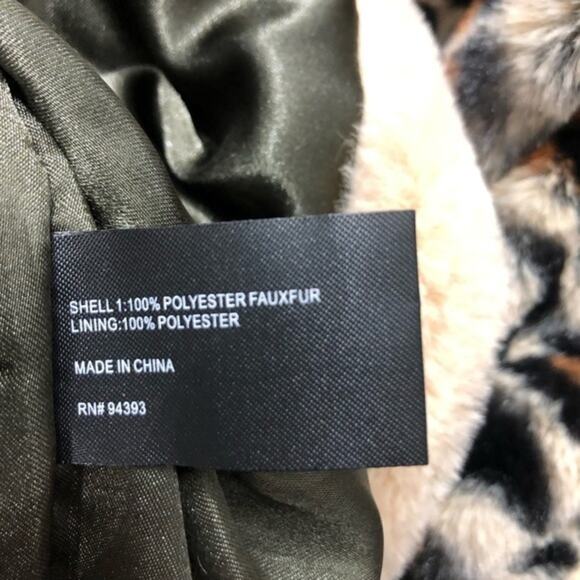 SHELL 1:100% POLYESTER FAUXFUR
LINING:100% POLYESTER
MADE IN CHINA
RN# 94393